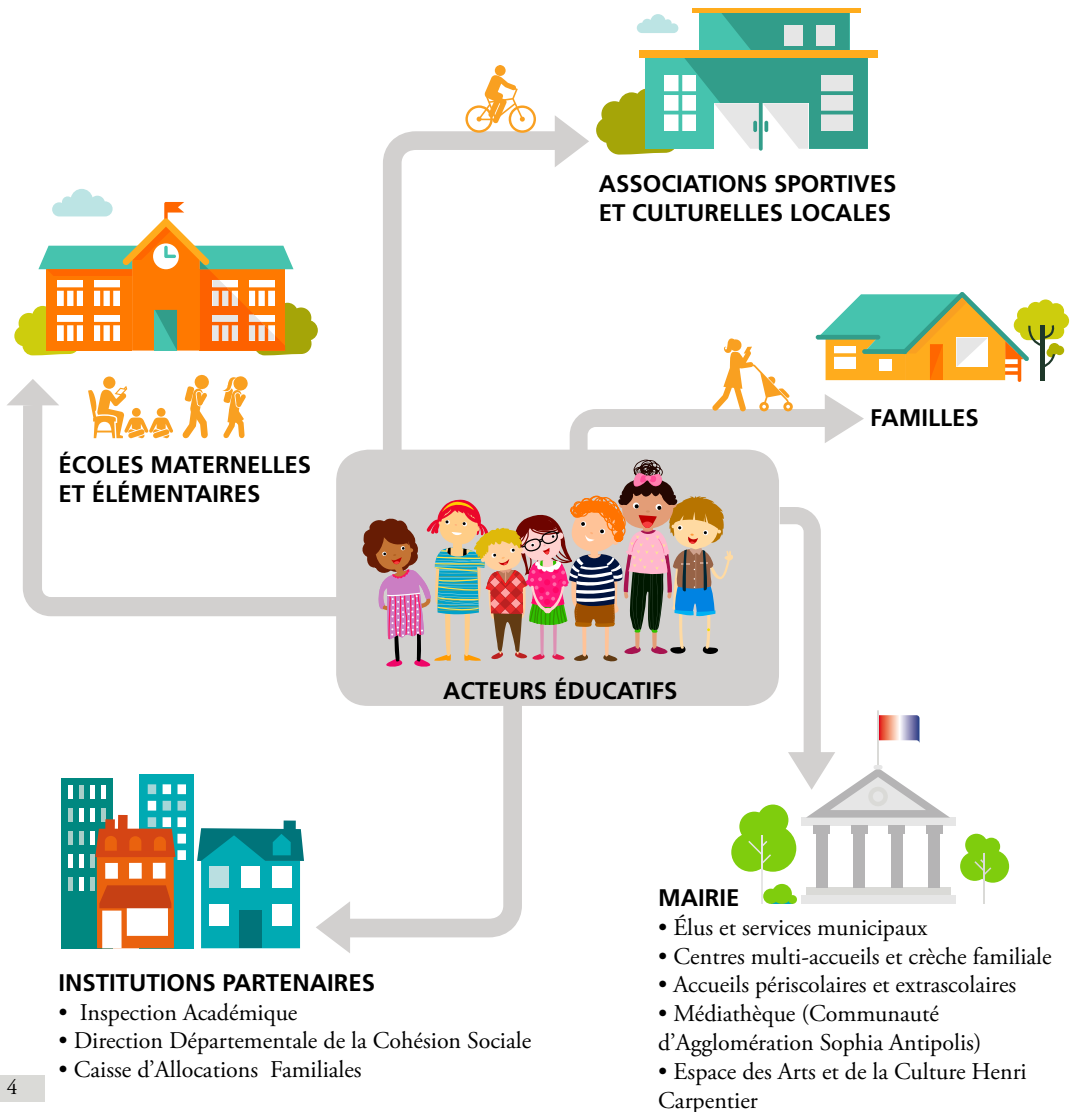 ASSOCIATIONS SPORTIVES
ET CULTURELLES LOCALES
FAMILLES
ÉCOLES MATERNELLES
ET ÉLÉMENTAIRES
ACTEURS ÉDUCATIFS
MAIRIE
• Élus et services municipaux
• Centres multi-accueils et crèche familiale
• Accueils périscolaires et extrascolaires
• Médiathèque (Communauté
d’Agglomération Sophia Antipolis)
• Espace des Arts et de la Culture Henri
Carpentier
INSTITUTIONS PARTENAIRES
• Inspection Académique
• Direction Départementale de la Cohésion Sociale
• Caisse d’Allocations Familiales
4